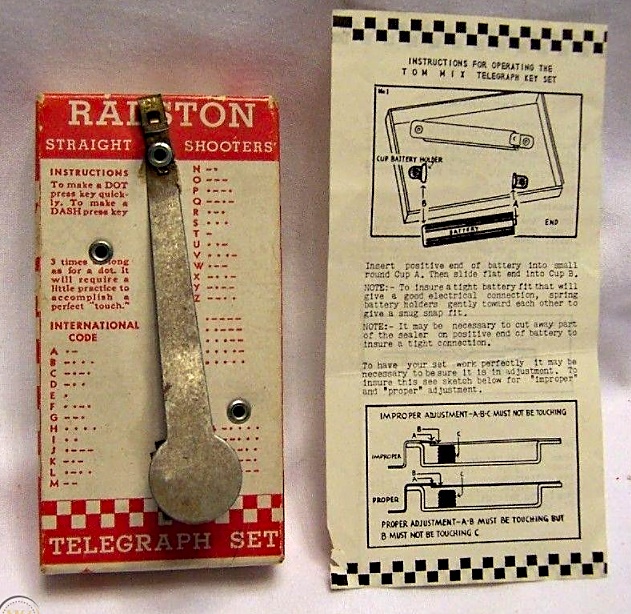 RALSTON
STRAIGHT SHOOTERS'
INSTRUCTIONS
To make a DOT
press key quick-
ly. To make a
DASH press key
3 times as long
as for a dot. It
will require a
little practice to
accomplish a
perfect "touch."
INTERNATIONAL
CODE
A
B
C
D
E
F
G
H
I
J
K
L
M
N
O
P
Q
R
S
T
U
V
W
X
Y
Z
TELEGRAPH SET
INSTRUCTIONS FOR OPERATING THE
TOM MIX TELEGRAPH KEY SET
No 1
C
CUP BATTERY HOLDER
B
A
BATTERY
END
Insert positive end of battery into small
round Cup A. Then slide flat end into Cup B.
NOTE:- To insure a tight battery fit that will
give a good electrical connection, spring
battery holders gently toward each other to
give a snug snap fit.
NOTE:- It may be necessary to cut away part
of the sealer on positive end of battery to
insure a tight connection.
To have your set work perfectly it may be
necessary to be sure it is in adjustment. To
insure this see sketch below for "improper"
and "proper" adjustment.
IMPROPER ADJUSTMENT-A-B-C MUST NOT BE TOUCHING
B
A
C
IMPROPER
B
A
C
PROPER
PROPER ADJUSTMENT-A-B MUST BE TOUCHING BUT
B MUST NOT BE TOUCHING C